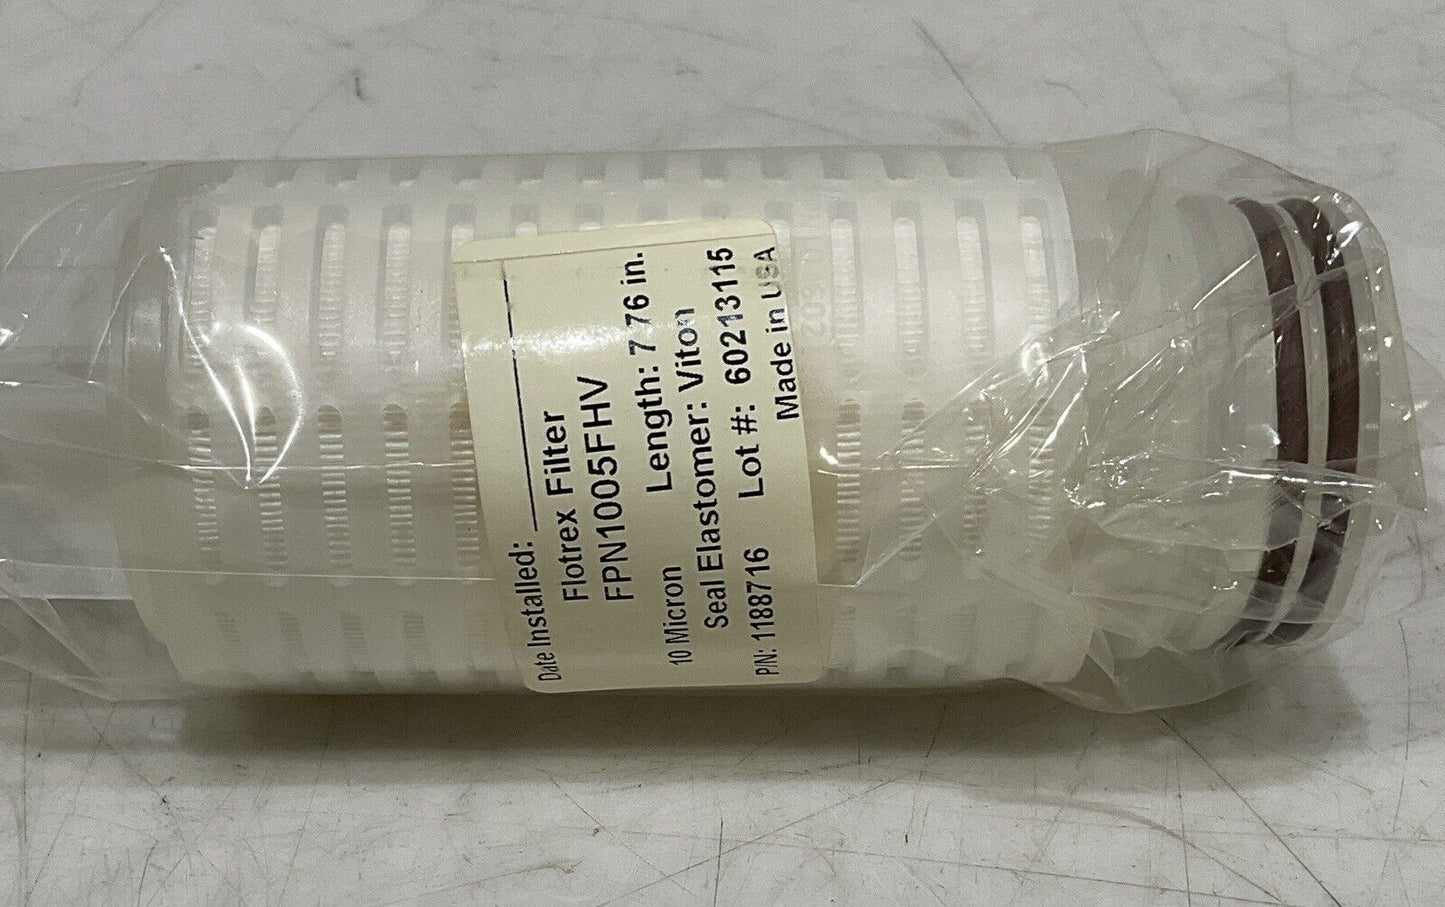 Date Installed:
Flotrex Filter
FPN1005FHV
10 Micron Length: 7.76 in.
Seal Elastomer: Viton
P/N: 1188716 Lot #: 60213115
Made in USA